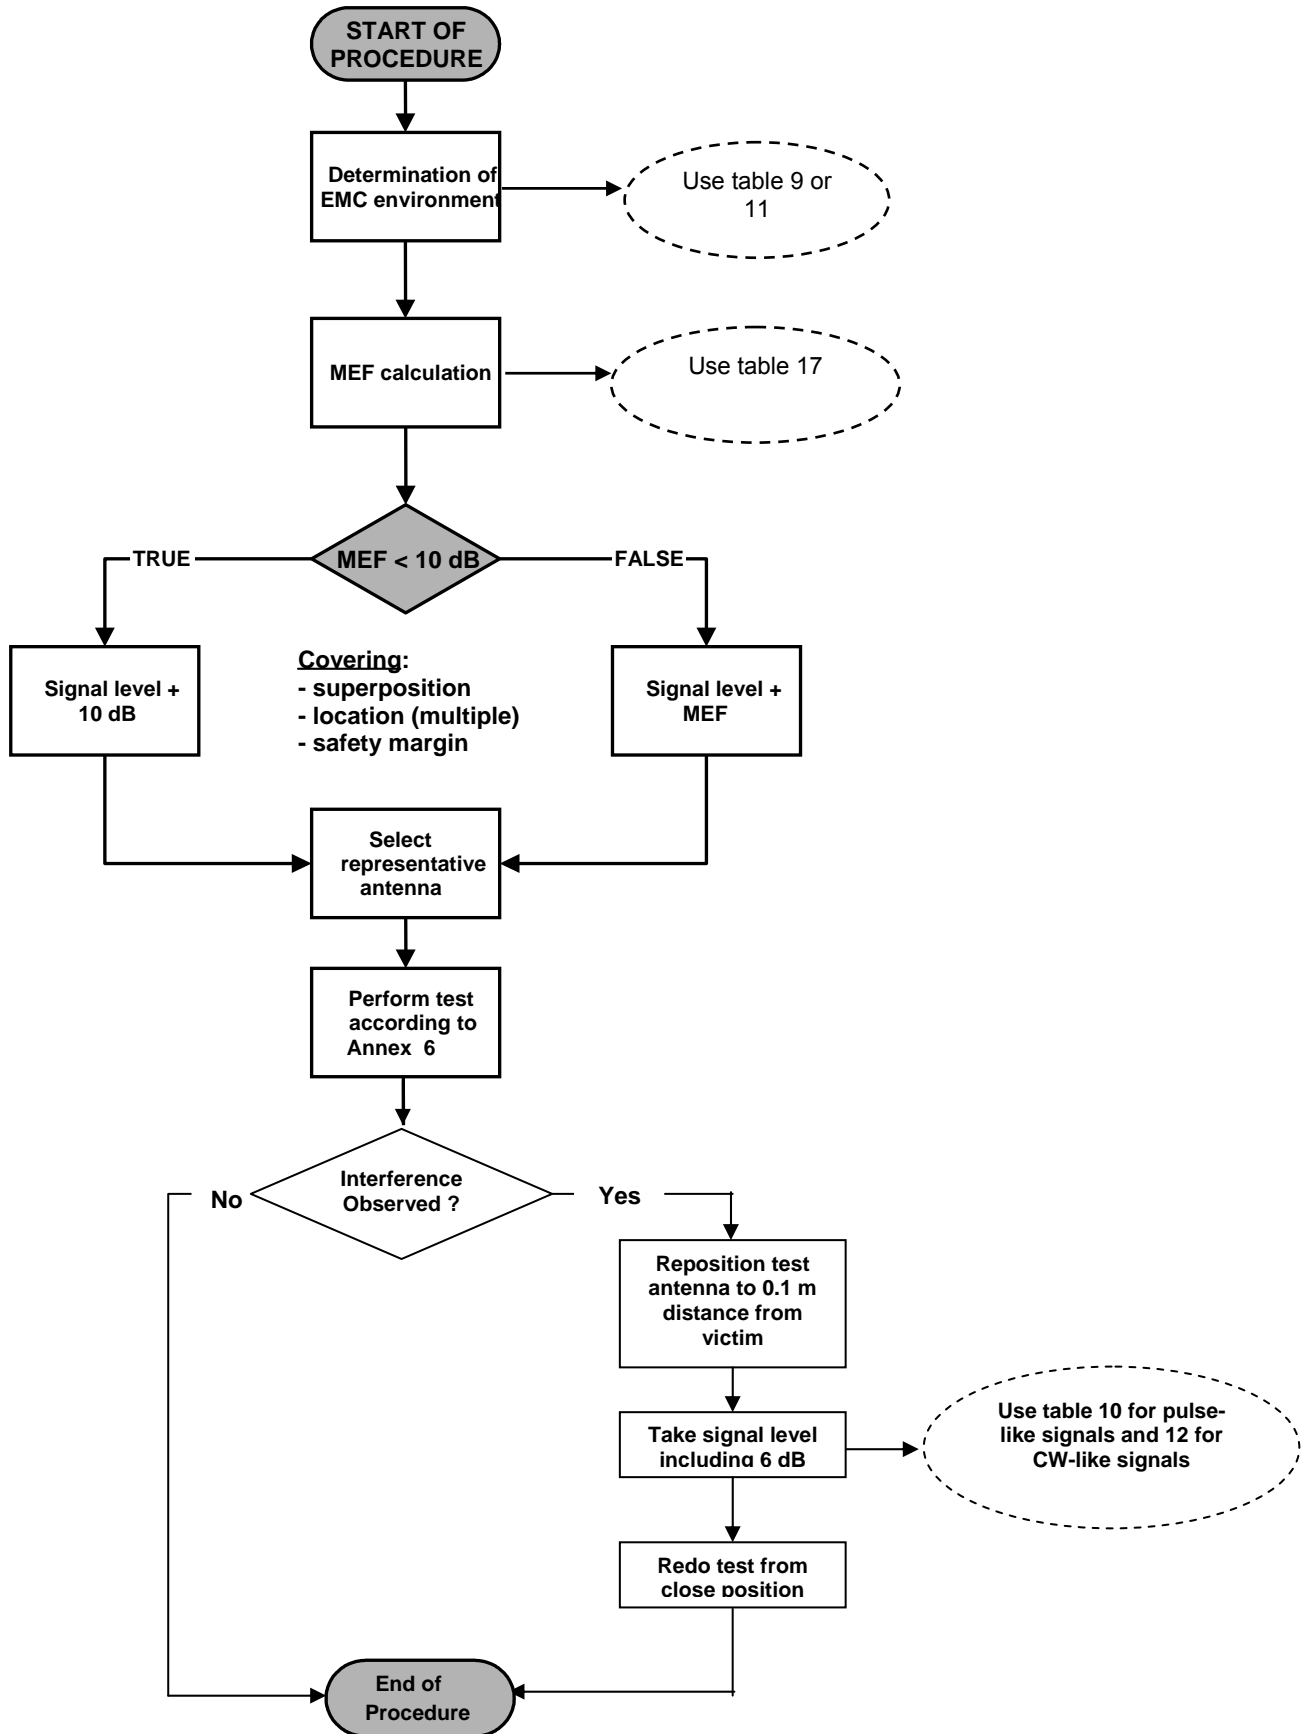 START OF
PROCEDURE
Determination of
EMC environment
Use table 9 or
11
MEF calculation
Use table 17
TRUE
MEF < 10 dB
FALSE
Signal level +
10 dB
Covering:
- superposition
- location (multiple)
- safety margin
Signal level +
MEF
Select
representative
antenna
Perform test
according to
Annex 6
Interference
Observed ?
No
Yes
Reposition test
antenna to 0.1 m
distance from
victim
Take signal level
including 6 dB
Use table 10 for pulse-
like signals and 12 for
CW-like signals
Redo test from
close position
End of
Procedure